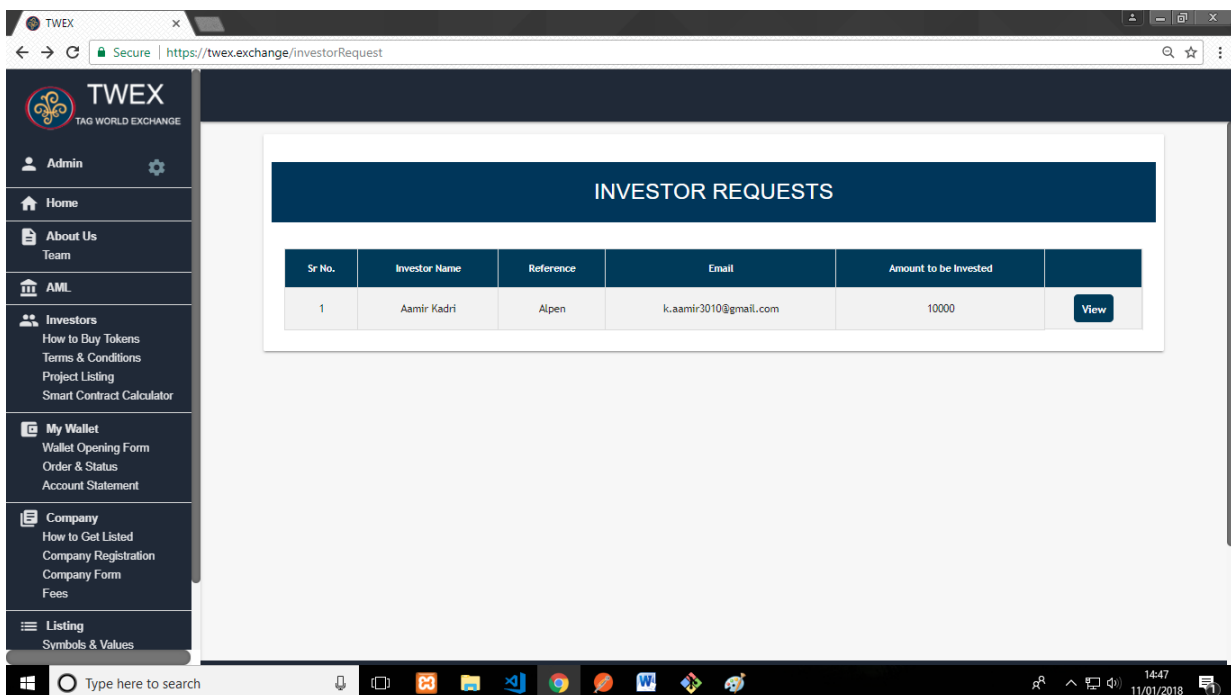 TWEX
Secure | https://twex.exchange/investorRequest
TWEX
TAG WORLD EXCHANGE
Admin
Home
About Us
Team
AML
Investors
How to Buy Tokens
Terms & Conditions
Project Listing
Smart Contract Calculator
My Wallet
Wallet Opening Form
Order & Status
Account Statement
Company
How to Get Listed
Company Registration
Company Form
Fees
Listing
Symbols & Values
INVESTOR REQUESTS
Sr No. Investor Name Reference Email Amount to be Invested
1 Aamir Kadri Alpen k.aamir3010@gmail.com 10000 View
Type here to search
14:47
11/01/2018